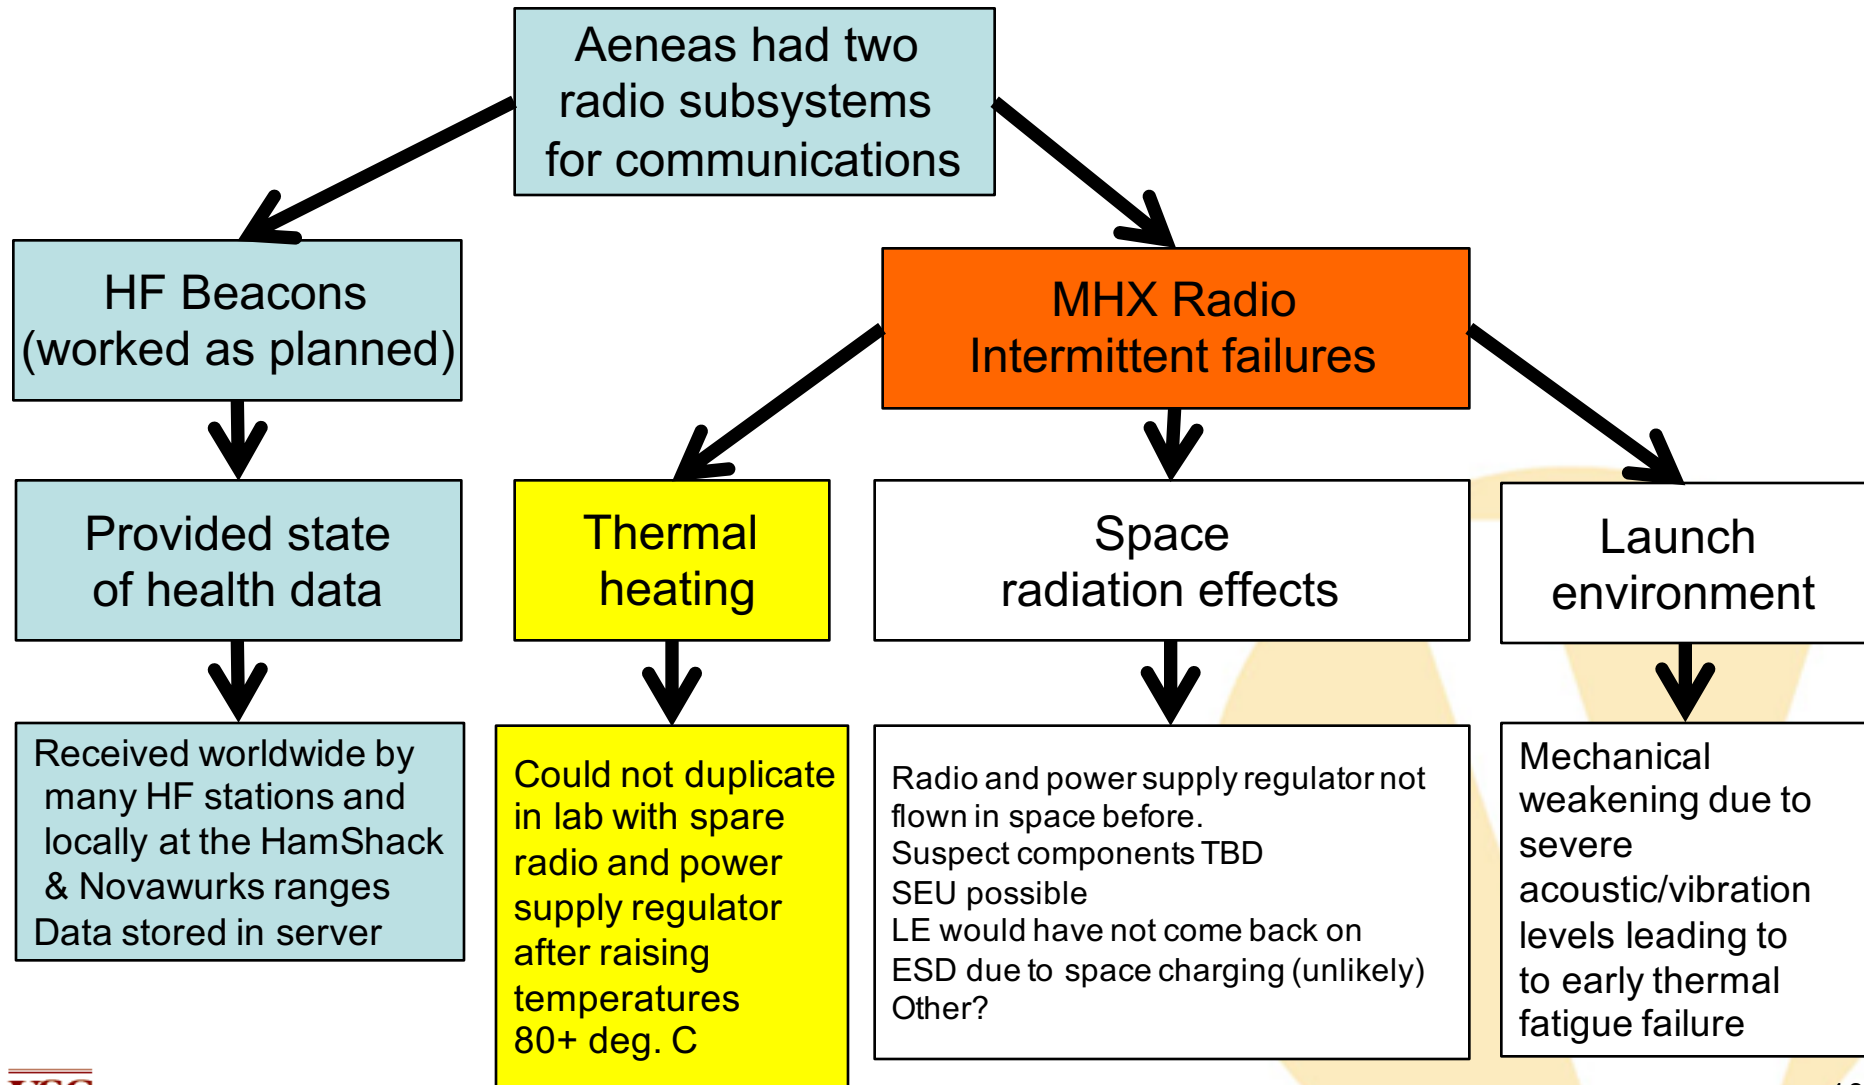 Aeneas had two
radio subsystems
for communications
HF Beacons
(worked as planned)
MHX Radio
Intermittent failures
Provided state
of health data
Thermal
heating
Space
radiation effects
Launch
environment
Received worldwide by
many HF stations and
locally at the HamShack
& Novawurks ranges
Data stored in server
Could not duplicate
in lab with spare
radio and power
supply regulator
after raising
temperatures
80+ deg. C
Radio and power supply regulator not
flown in space before.
Suspect components TBD
SEU possible
LE would have not come back on
ESD due to space charging (unlikely)
Other?
Mechanical
weakening due to
severe
acoustic/vibration
levels leading to
to early thermal
fatigue failure